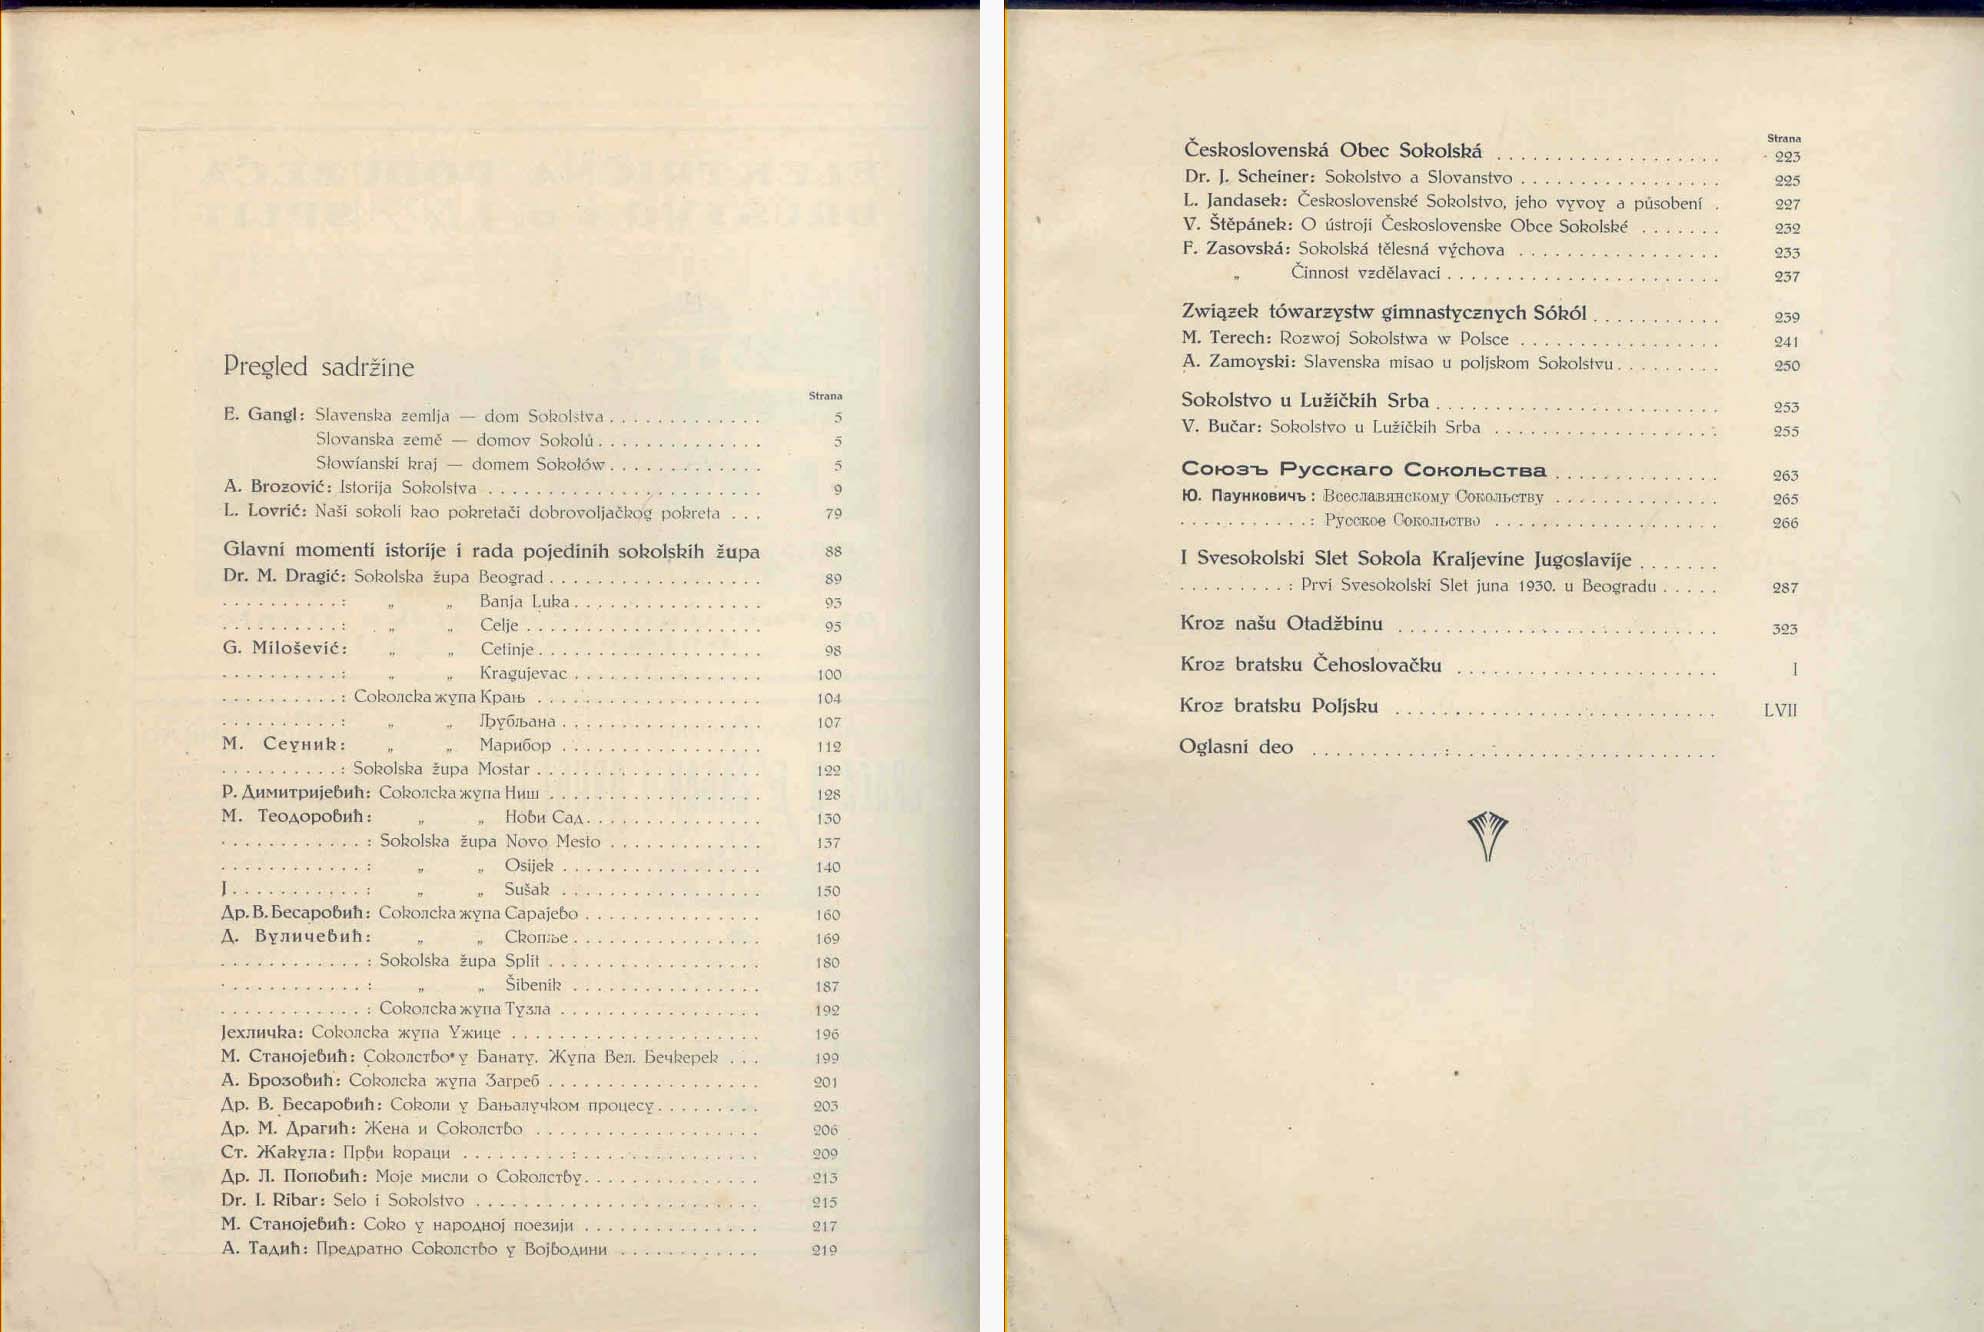 Pregled sadržine
Strana
E. Gangl: Slavenska zemlja — dom Sokolstva . . . . . . . . . . . . . 5
Slovanska země — domov Sokolů . . . . . . . . . . . . . . 5
Słowianski kraj — domem Sokołów . . . . . . . . . . . . . 5
A. Brozović: Istorija Sokolstva . . . . . . . . . . . . . . . . . . . . . . . 9
L. Lovrić: Naši sokoli kao pokretači dobrovoljačkog pokreta . . . 79
Glavni momenti istorije i rada pojedinih sokolskih župa 88
Dr. M. Dragić: Sokolska župa Beograd . . . . . . . . . . . . . . . . . . 89
. . . . . . . . . . : „ „ Banja Luka . . . . . . . . . . . . . . . . 93
. . . . . . . . . . : „ „ Celje . . . . . . . . . . . . . . . . . . . . 95
G. Milošević: „ „ Cetinje . . . . . . . . . . . . . . . . . . . 98
. . . . . . . . . . : „ „ Kragujevac . . . . . . . . . . . . . . . . 100
. . . . . . . . . . : Соколска жупа Крањ . . . . . . . . . . . . . . . . . . . 104
. . . . . . . . . . : „ „ Љубљана . . . . . . . . . . . . . . . . . 107
М. Сеуник: „ „ Марибор . . . . . . . . . . . . . . . . . 112
. . . . . . . . . . : Sokolska župa Mostar . . . . . . . . . . . . . . . . . . . 122
Р. Димитријевић: Соколска жупа Ниш . . . . . . . . . . . . . . . . . . 128
М. Теодоровић: „ „ Нови Сад . . . . . . . . . . . . . . . 130
. . . . . . . . . . . . : Sokolska župa Novo Mesto . . . . . . . . . . . . . 137
. . . . . . . . . . . . : „ „ Osijek . . . . . . . . . . . . . . . . . 140
J . . . . . . . . . . . : „ „ Sušak . . . . . . . . . . . . . . . . . 150
Др. В. Бесаровић: Соколска жупа Сарајево . . . . . . . . . . . . . . . 160
Д. Вуличевић: „ „ Скопље . . . . . . . . . . . . . . . . 169
. . . . . . . . . . . . : Sokolska župa Split . . . . . . . . . . . . . . . . . . 180
. . . . . . . . . . . . : „ „ Šibenik . . . . . . . . . . . . . . . . 187
. . . . . . . . . . . . : Соколска жупа Тузла . . . . . . . . . . . . . . . . . 192
Јехличка: Соколска жупа Ужице . . . . . . . . . . . . . . . . . . . . . 196
М. Станојевић: Соколство у Банату. Жупа Вел. Бечкерек . . . 199
А. Брозовић: Соколска жупа Загреб . . . . . . . . . . . . . . . . . . 201
Др. В. Бесаровић: Соколи у Бањалучком процесу . . . . . . . . . 203
Др. М. Драгић: Жена и Соколство . . . . . . . . . . . . . . . . . . . 206
Ст. Жакула: Први кораци . . . . . . . . . . . . . . . . . . . . . . . . . 209
Др. Л. Поповић: Моје мисли о Соколству . . . . . . . . . . . . . . . 213
Dr. I. Ribar: Selo i Sokolstvo . . . . . . . . . . . . . . . . . . . . . . . . 215
М. Станојевић: Соко у народној поезији . . . . . . . . . . . . . . . 217
А. Тадић: Предратно Соколство у Војводини . . . . . . . . . . . . 219
Strana
Československá Obec Sokolská . . . . . . . . . . . . . . . . . . . 223
Dr. J. Scheiner: Sokolstvo a Slovanstvo . . . . . . . . . . . . . . . . . 225
L. Jandasek: Československé Sokolstvo, jeho vyvoy a působení . 227
V. Štěpánek: O ústroji Československe Obce Sokolské . . . . . . . 232
F. Zasovská: Sokolská tělesná výchova . . . . . . . . . . . . . . . . . 233
„ Činnost vzdělavaci . . . . . . . . . . . . . . . . . . . . . . . 237
Związek tówarzystw gimnastycznych Sókól . . . . . . . . . . . 239
M. Terech: Rozwoj Sokolstwa w Polsce . . . . . . . . . . . . . . . . . 241
A. Zamoyski: Slavenska misao u poljskom Sokolstvu . . . . . . . . . 250
Sokolstvo u Lužičkih Srba . . . . . . . . . . . . . . . . . . . . . . . . 253
V. Bučar: Sokolstvo u Lužičkih Srba . . . . . . . . . . . . . . . . . . . 255
Союзъ Русскаго Сокольства . . . . . . . . . . . . . . 263
Ю. Паунковичъ: Всеславянскому Сокольству . . . . . . . . . . . . . . 265
. . . . . . . . . . . : Русское Сокольство . . . . . . . . . . . . . . . . . . . 266
I Svesokolski Slet Sokola Kraljevine Jugoslavije . . . . . . .
. . . . . . . . . : Prvi Svesokolski Slet juna 1930. u Beogradu . . . . . 287
Kroz našu Otadžbinu . . . . . . . . . . . . . . . . . . . . . . . . . . . 323
Kroz bratsku Čehoslovačku . . . . . . . . . . . . . . . . . . . . . . I
Kroz bratsku Poljsku . . . . . . . . . . . . . . . . . . . . . . . . . . . LVII
Oglasni deo . . . . . . . . . . . . . . . . . . . . . . . . . . . . . . . . . .